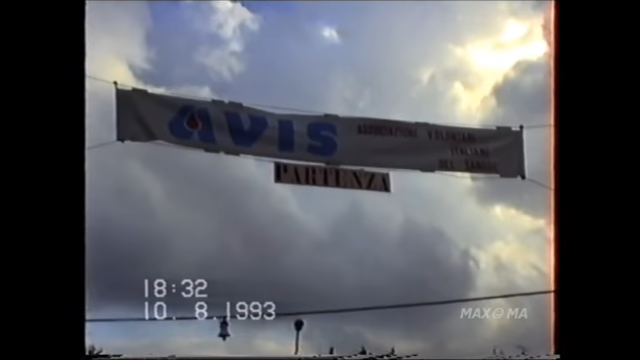 AVIS
ASSOCIAZIONE VOLONTARI
ITALIANI
DEL SANGUE
PARTENZA
18:32
10. 8.1993
MAX@MA